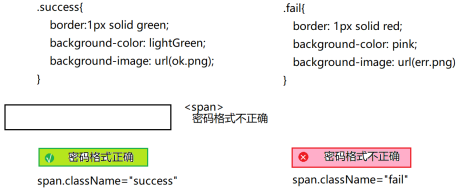 .success{
border:1px solid green;
background-color: lightGreen;
background-image: url(ok.png);
}
.fail{
border: 1px solid red;
background-color: pink;
background-image: url(err.png)
}
<span>
密码格式不正确
密码格式正确
密码格式不正确
span.className="success"
span.className="fail"